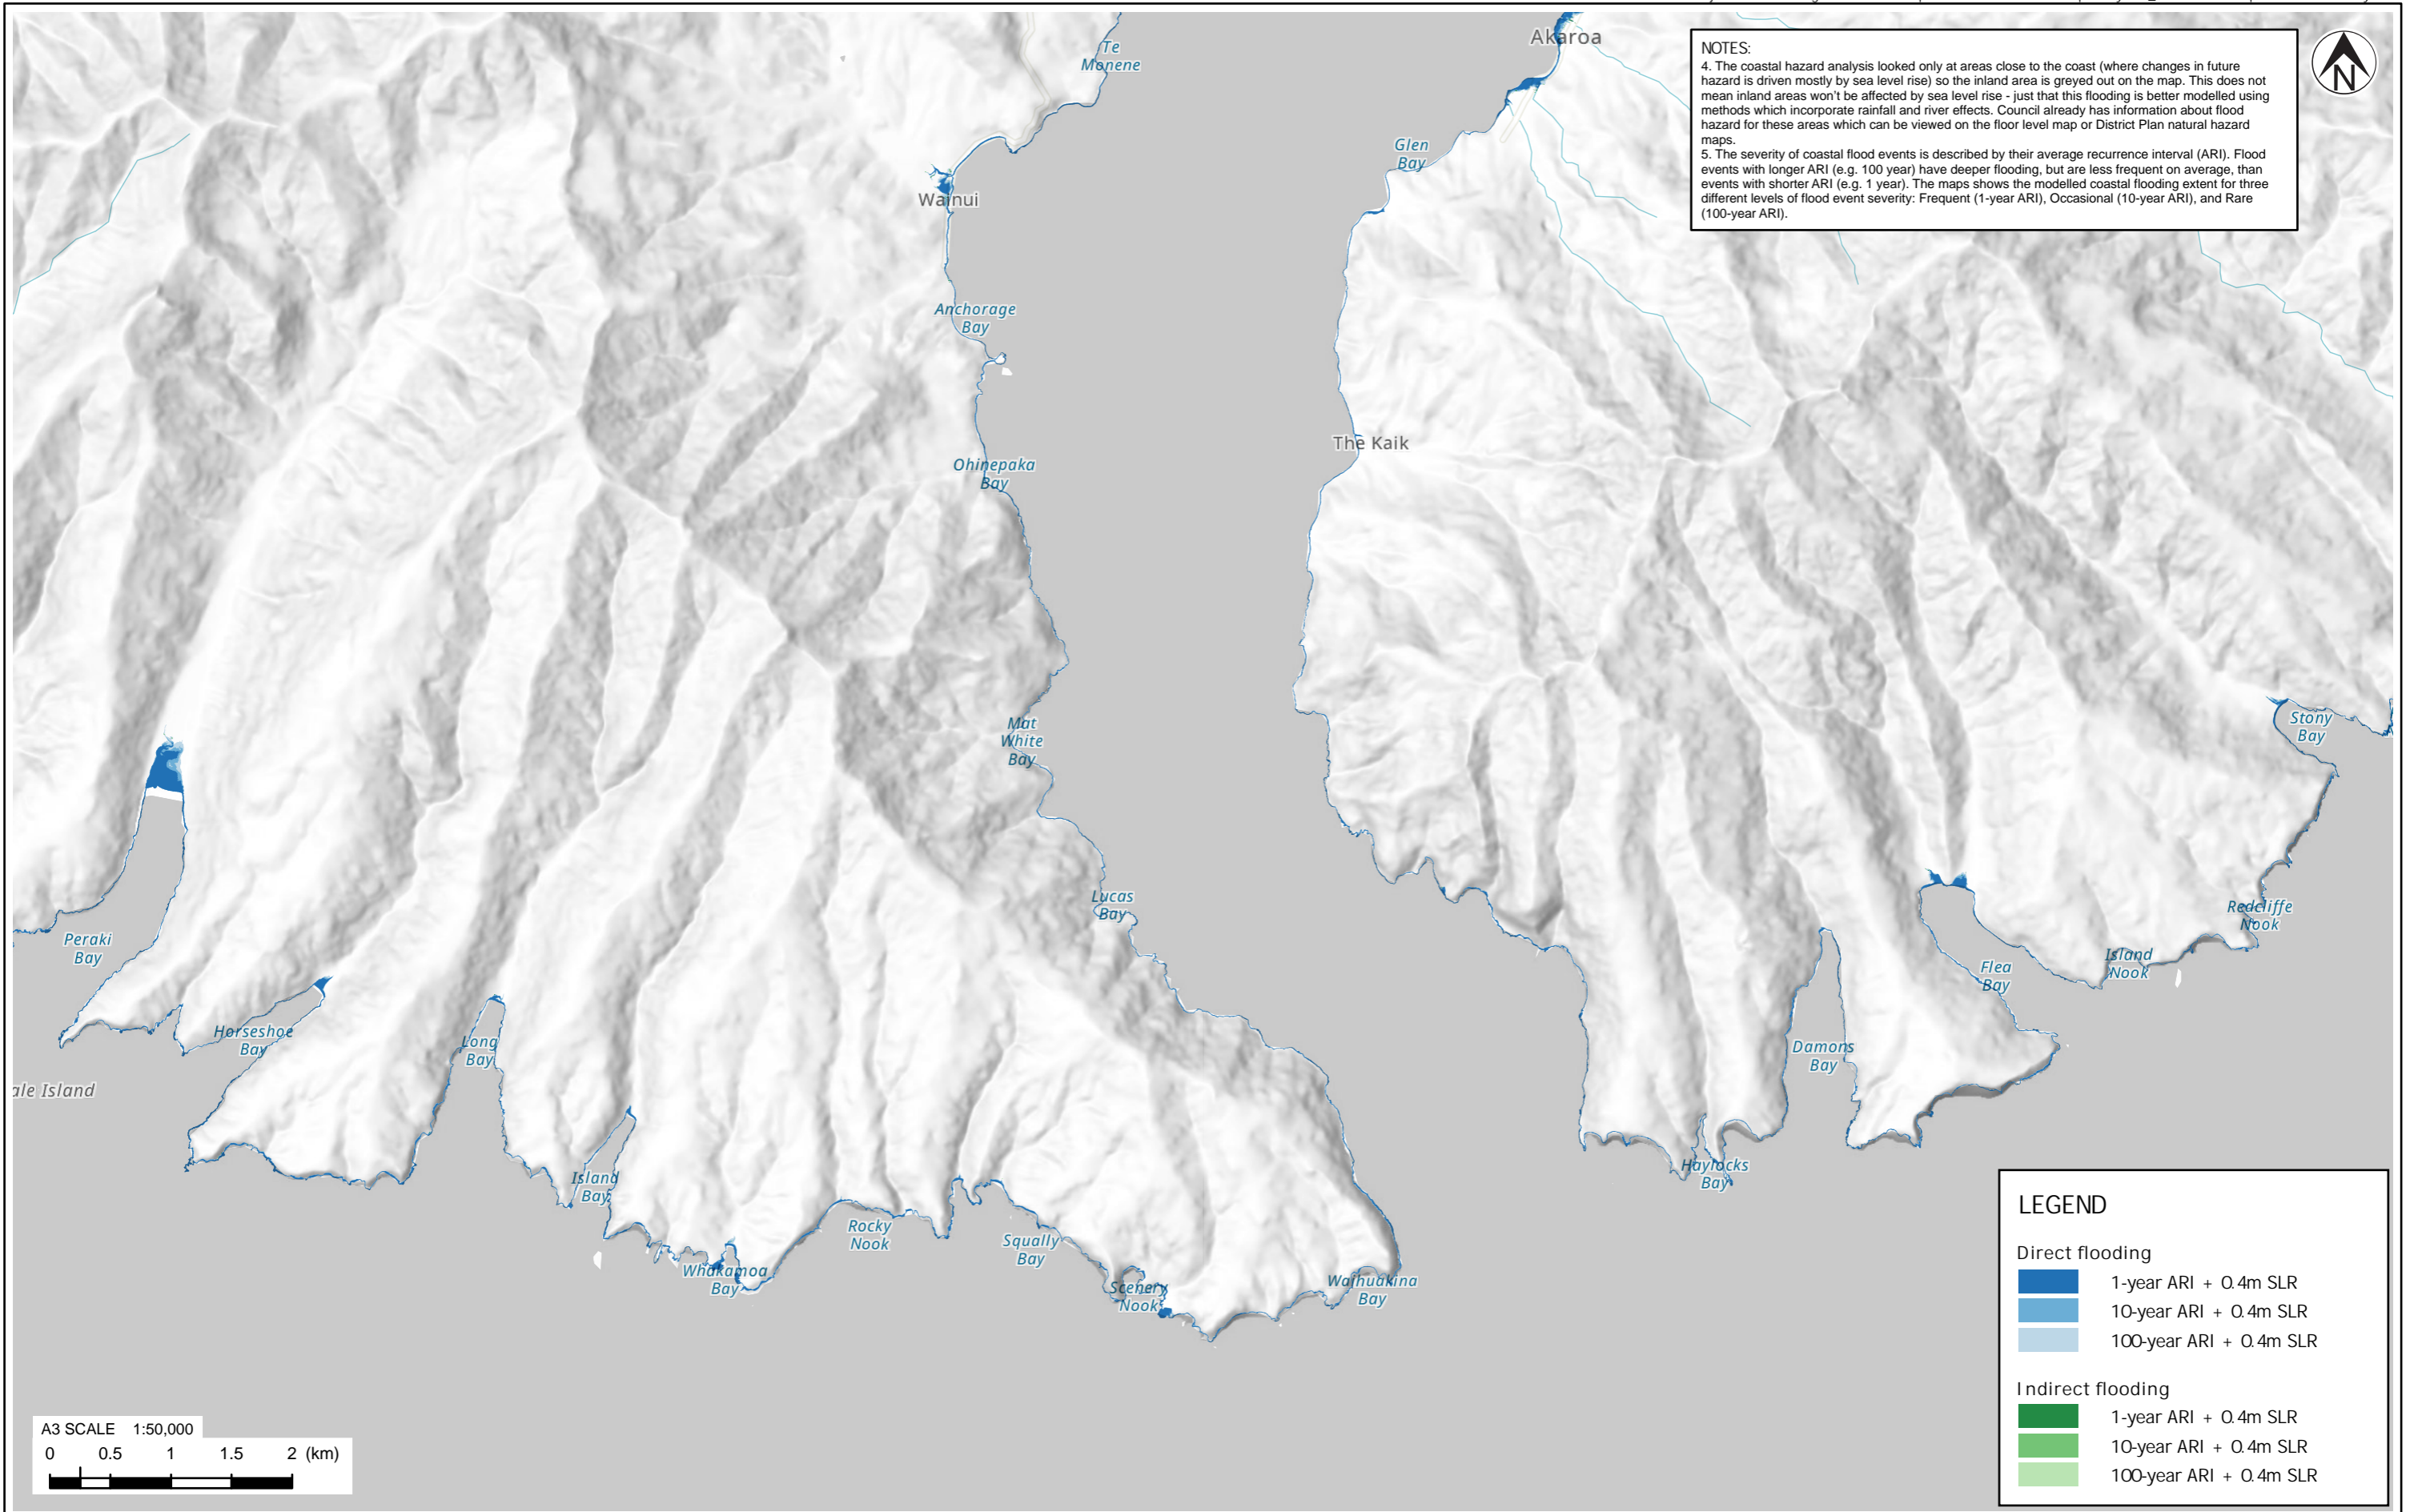 Akaroa
Te
Monene
NOTES:
4. The coastal hazard analysis looked only at areas close to the coast (where changes in future
hazard is driven mostly by sea level rise) so the inland area is greyed out on the map. This does not
mean inland areas won't be affected by sea level rise - just that this flooding is better modelled using
methods which incorporate rainfall and river effects. Council already has information about flood
hazard for these areas which can be viewed on the floor level map or District Plan natural hazard
maps.
5. The severity of coastal flood events is described by their average recurrence interval (ARI). Flood
events with longer ARI (e.g. 100 year) have deeper flooding, but are less frequent on average, than
events with shorter ARI (e.g. 1 year). The maps shows the modelled coastal flooding extent for three
different levels of flood event severity: Frequent (1-year ARI), Occasional (10-year ARI), and Rare
(100-year ARI).
N
Glen
Bay
Wainui
Anchorage
Bay
The Kaik
Ohinepaka
Bay
Mat
White
Bay
Stony
Bay
Lucas
Bay
Redcliffe
Nook
Peraki
Bay
Island
Nook
Flea
Bay
Horseshoe
Bay
Long
Bay
Damons
Bay
ale Island
Haylocks
Bay
Island
Bay
Rocky
Nook
Squally
Bay
Whakamoa
Bay
Scenery
Nook
Waihuakina
Bay
LEGEND
Direct flooding
1-year ARI + 0.4m SLR
10-year ARI + 0.4m SLR
100-year ARI + 0.4m SLR
Indirect flooding
1-year ARI + 0.4m SLR
10-year ARI + 0.4m SLR
100-year ARI + 0.4m SLR
A3 SCALE 1:50,000
0 0.5 1 1.5 2 (km)